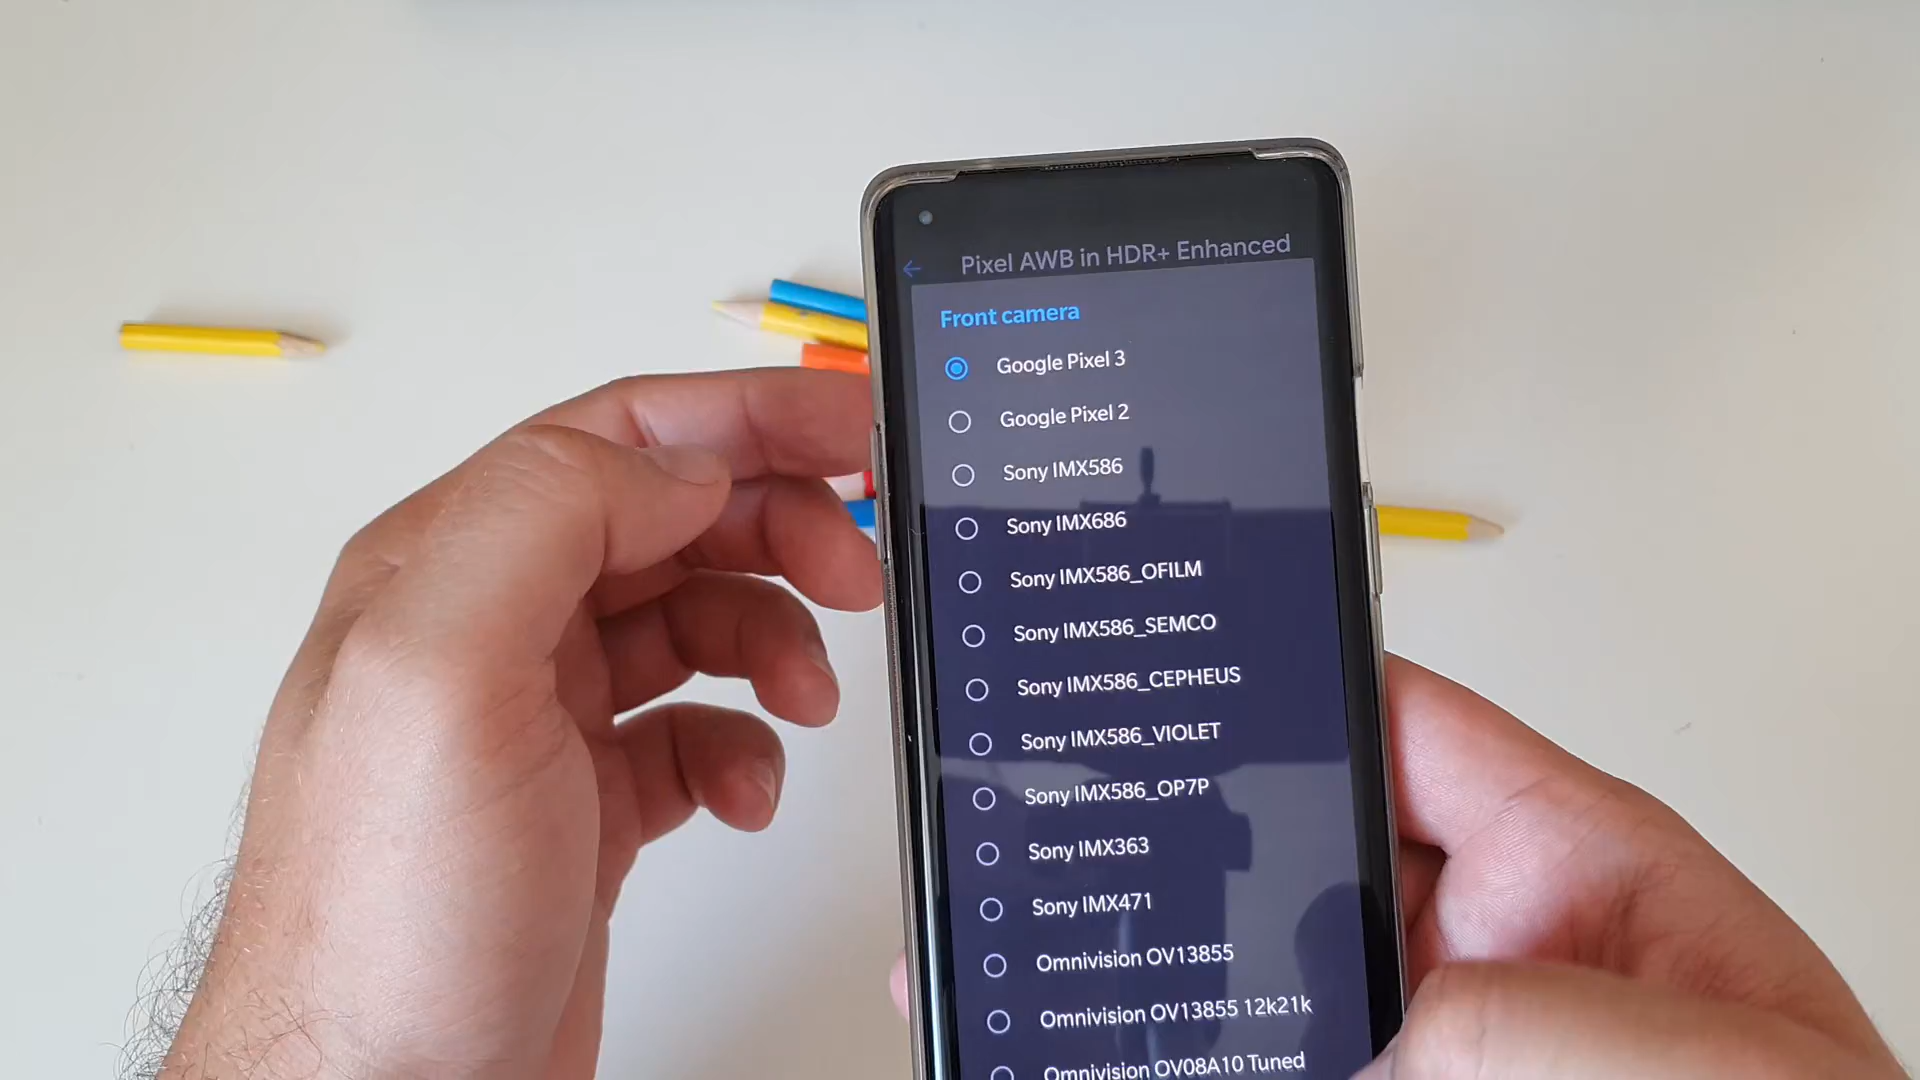 Pixel AWB in HDR+ Enhanced
Front camera
Google Pixel 3
Google Pixel 2
Sony IMX586
Sony IMX686
Sony IMX586_OFILM
Sony IMX586_SEMCO
Sony IMX586_CEPHEUS
Sony IMX586_VIOLET
Sony IMX586_OP7P
Sony IMX363
Sony IMX471
Omnivision OV13855
Omnivision OV13855 12k21k
Omnivision OV08A10 Tuned